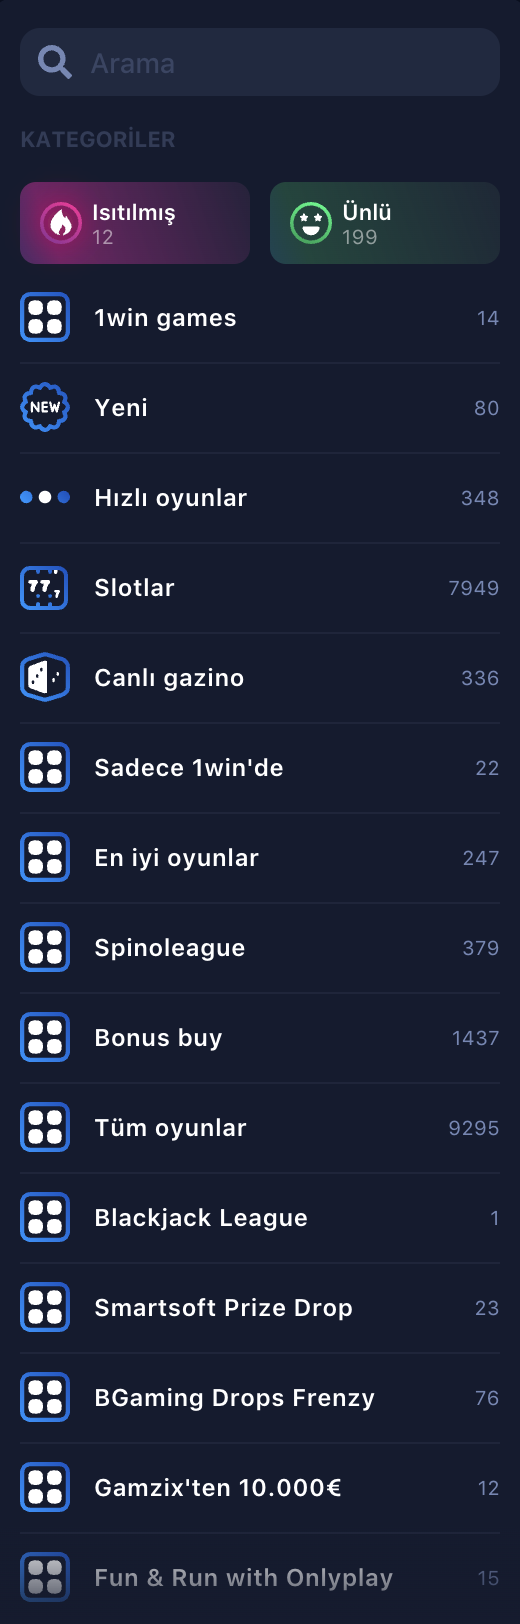 Arama
KATEGORİLER
Isıtılmış
12
Ünlü
199
1win games 14
NEW Yeni 80
Hızlı oyunlar 348
77 7 Slotlar 7949
Canlı gazino 336
Sadece 1win'de 22
En iyi oyunlar 247
Spinoleague 379
Bonus buy 1437
Tüm oyunlar 9295
Blackjack League 1
Smartsoft Prize Drop 23
BGaming Drops Frenzy 76
Gamzix'ten 10.000€ 12
Fun & Run with Onlyplay 15